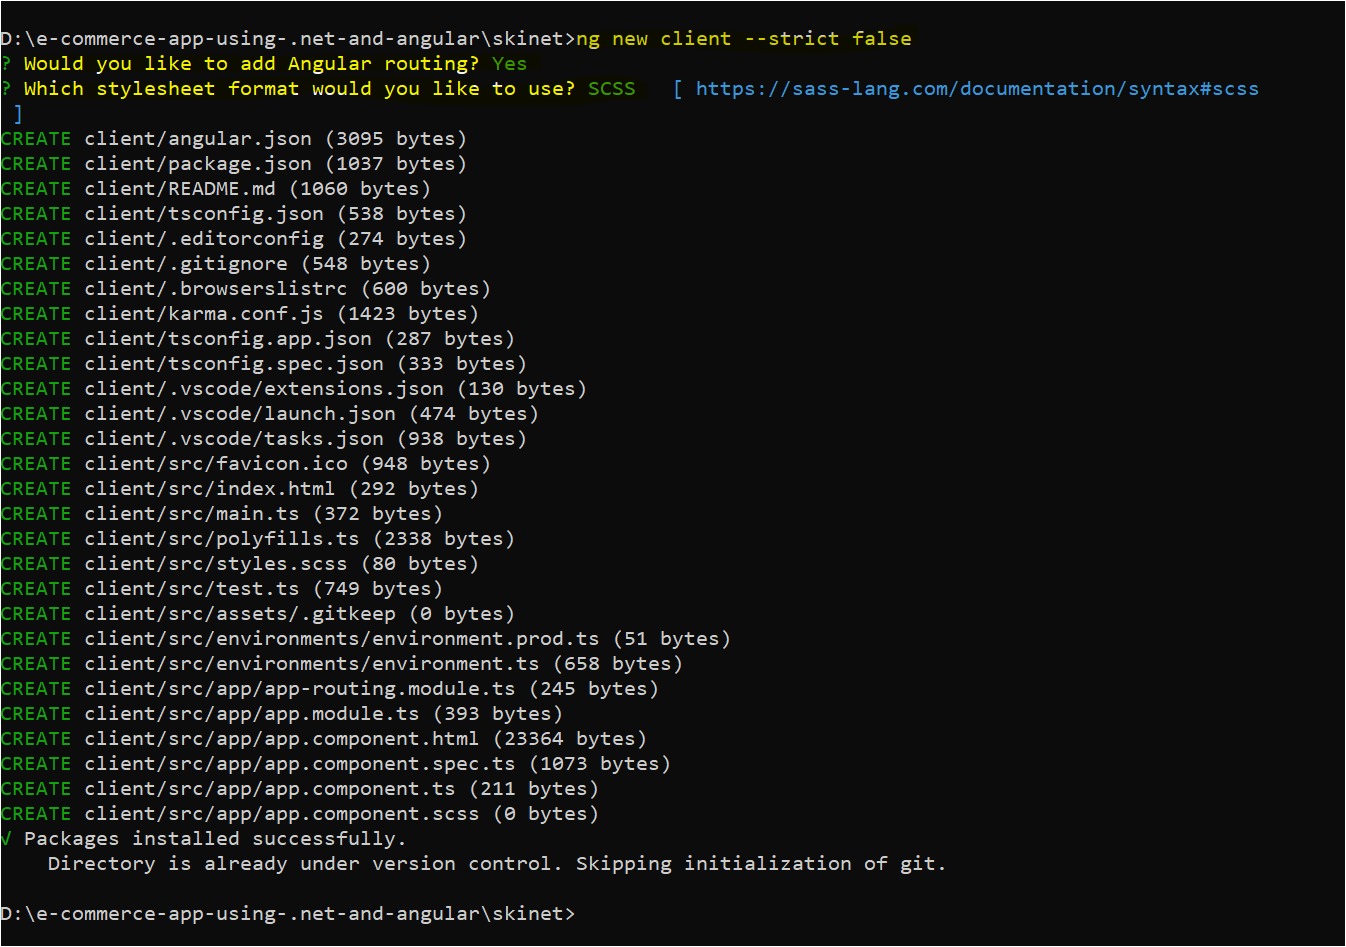 D:\e-commerce-app-using-.net-and-angular\skinet>ng new client --strict false
? Would you like to add Angular routing? Yes
? Which stylesheet format would you like to use? SCSS   [ https://sass-lang.com/documentation/syntax#scss
 ]
CREATE client/angular.json (3095 bytes)
CREATE client/package.json (1037 bytes)
CREATE client/README.md (1060 bytes)
CREATE client/tsconfig.json (538 bytes)
CREATE client/.editorconfig (274 bytes)
CREATE client/.gitignore (548 bytes)
CREATE client/.browserslistrc (600 bytes)
CREATE client/karma.conf.js (1423 bytes)
CREATE client/tsconfig.app.json (287 bytes)
CREATE client/tsconfig.spec.json (333 bytes)
CREATE client/.vscode/extensions.json (130 bytes)
CREATE client/.vscode/launch.json (474 bytes)
CREATE client/.vscode/tasks.json (938 bytes)
CREATE client/src/favicon.ico (948 bytes)
CREATE client/src/index.html (292 bytes)
CREATE client/src/main.ts (372 bytes)
CREATE client/src/polyfills.ts (2338 bytes)
CREATE client/src/styles.scss (80 bytes)
CREATE client/src/test.ts (749 bytes)
CREATE client/src/assets/.gitkeep (0 bytes)
CREATE client/src/environments/environment.prod.ts (51 bytes)
CREATE client/src/environments/environment.ts (658 bytes)
CREATE client/src/app/app-routing.module.ts (245 bytes)
CREATE client/src/app/app.module.ts (393 bytes)
CREATE client/src/app/app.component.html (23364 bytes)
CREATE client/src/app/app.component.spec.ts (1073 bytes)
CREATE client/src/app/app.component.ts (211 bytes)
CREATE client/src/app/app.component.scss (0 bytes)
√ Packages installed successfully.
    Directory is already under version control. Skipping initialization of git.
D:\e-commerce-app-using-.net-and-angular\skinet>